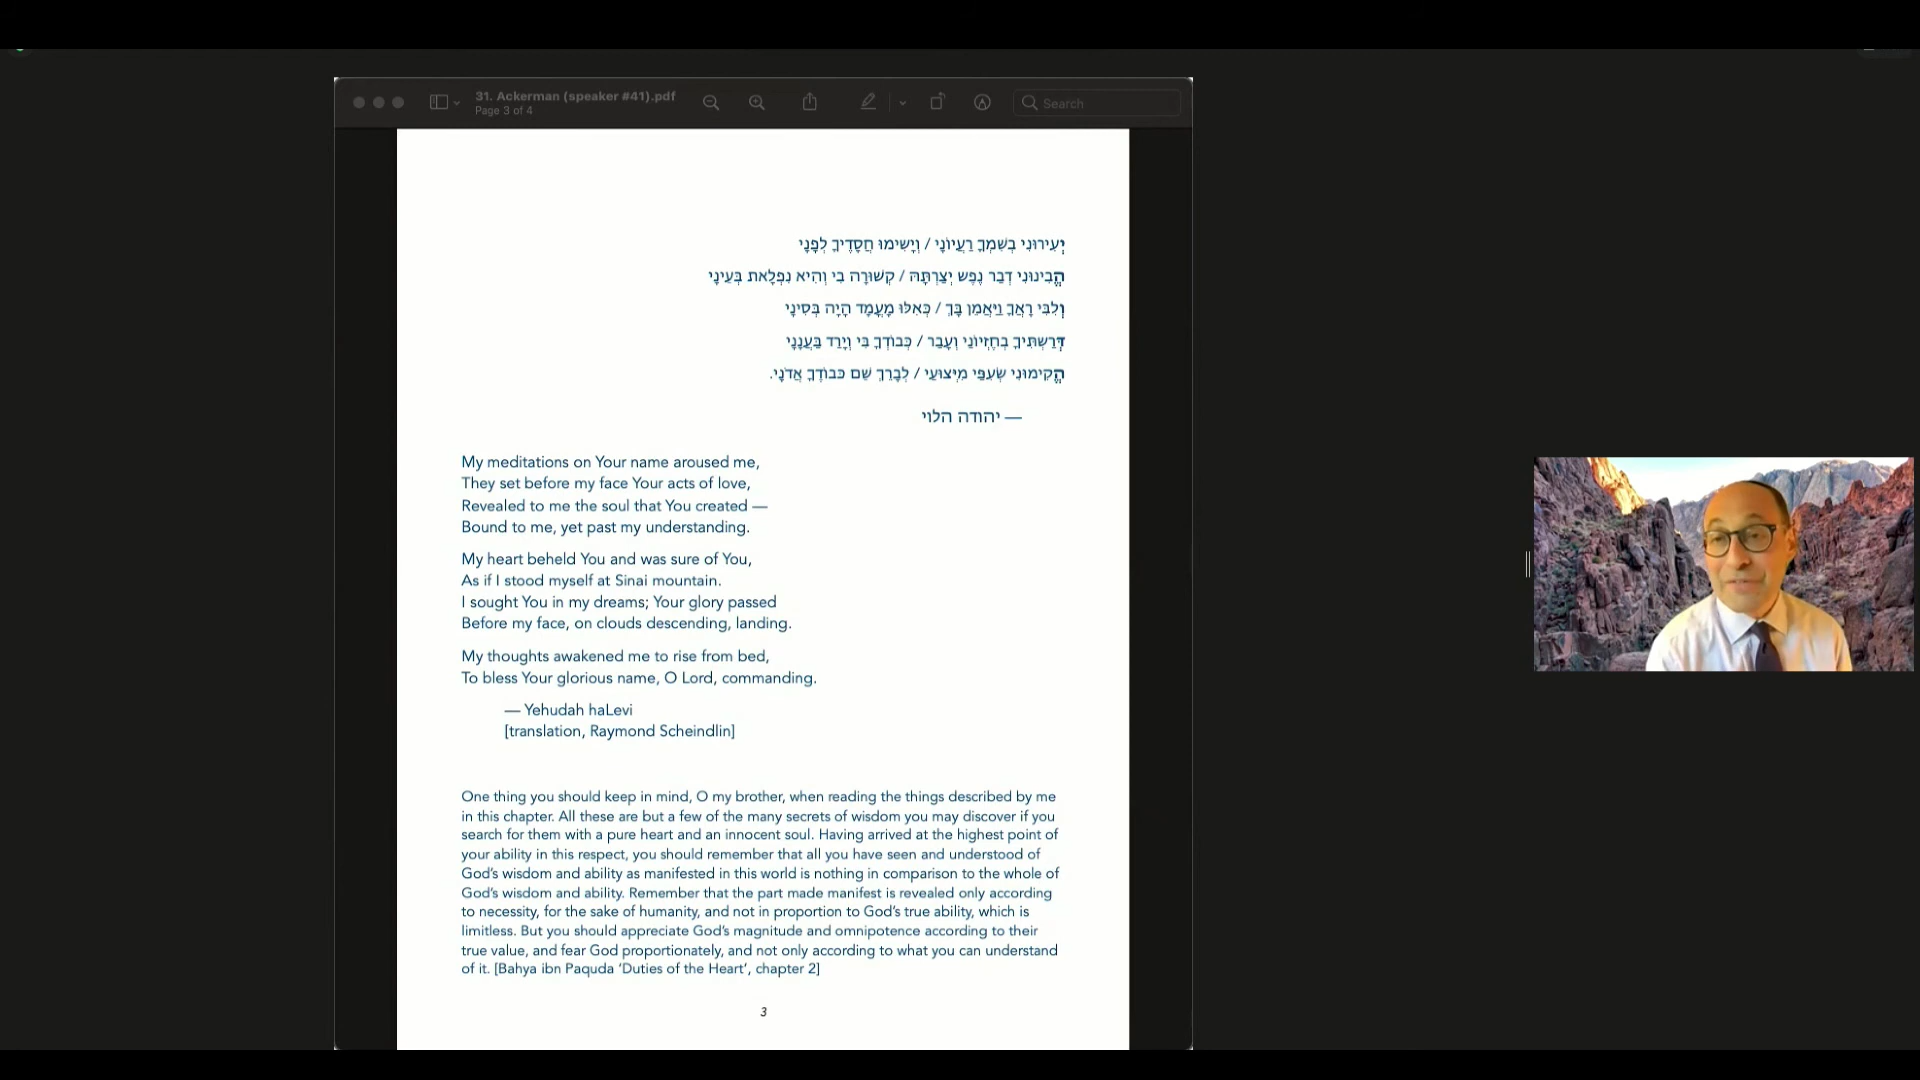 31. Ackerman (speaker #41).pdf
Page 3 of 4
Search
יְעִירוּנִי בְשִׁמְךָ רַעֲיוֹנָי / וְיָשִׂימוּ חֲסָדֶיךָ לְפָנָי
הֱבִינוּנִי דְבַר נֶפֶשׁ יְצַרְתָּהּ / קְשׁוּרָה בִי וְהִיא נִפְלָאת בְּעֵינָי
וְלִבִּי רָאֲךָ וַיַּאֲמֵן בָּךְ / כְּאִלּוּ מָעֳמָד הָיָה בְּסִינָי
דְּרַשְׁתִּיךָ בְחֶזְיוֹנַי וְעָבַר / כְּבוֹדְךָ בִּי וְיָרַד בַּעֲנָנָי
הֱקִימוּנִי שְׂעִפַּי מִיְּצוּעַי / לְבָרֵךְ שֵׁם כּבוֹדֶךָ אֲדֹנָי.
— יהודה הלוי
My meditations on Your name aroused me,
They set before my face Your acts of love,
Revealed to me the soul that You created —
Bound to me, yet past my understanding.
My heart beheld You and was sure of You,
As if I stood myself at Sinai mountain.
I sought You in my dreams; Your glory passed
Before my face, on clouds descending, landing.
My thoughts awakened me to rise from bed,
To bless Your glorious name, O Lord, commanding.
— Yehudah haLevi
[translation, Raymond Scheindlin]
One thing you should keep in mind, O my brother, when reading the things described by me
in this chapter. All these are but a few of the many secrets of wisdom you may discover if you
search for them with a pure heart and an innocent soul. Having arrived at the highest point of
your ability in this respect, you should remember that all you have seen and understood of
God’s wisdom and ability as manifested in this world is nothing in comparison to the whole of
God’s wisdom and ability. Remember that the part made manifest is revealed only according
to necessity, for the sake of humanity, and not in proportion to God’s true ability, which is
limitless. But you should appreciate God’s magnitude and omnipotence according to their
true value, and fear God proportionately, and not only according to what you can understand
of it. [Bahya ibn Paquda ‘Duties of the Heart’, chapter 2]
3